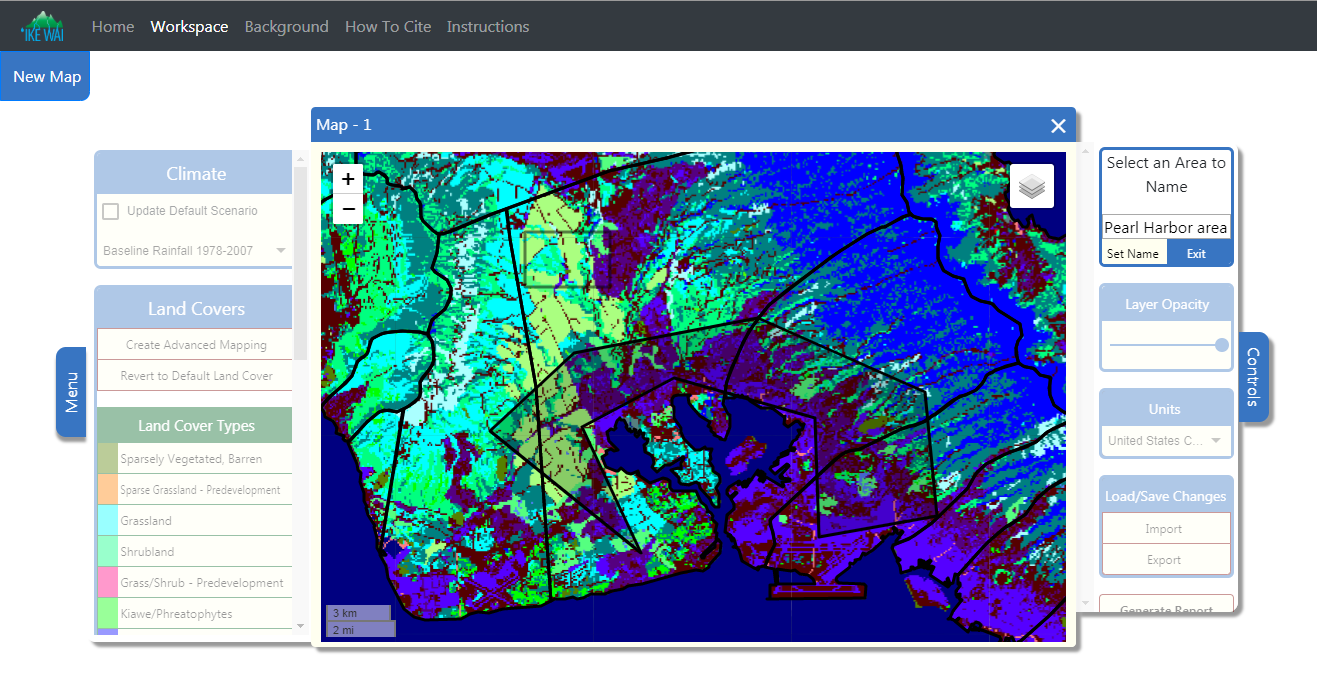 'IKE WAI
Home
Workspace
Background
How To Cite
Instructions
New Map
Map - 1
Climate
Update Default Scenario
Baseline Rainfall 1978-2007
Land Covers
Create Advanced Mapping
Revert to Default Land Cover
Land Cover Types
Sparsely Vegetated, Barren
Sparse Grassland - Predevelopment
Grassland
Shrubland
Grass/Shrub - Predevelopment
Kiawe/Phreatophytes
Menu
+
−
3 km
2 mi
Select an Area to
Name
Pearl Harbor area
Set Name
Exit
Layer Opacity
Units
United States C...
Load/Save Changes
Import
Export
Generate Report
Controls